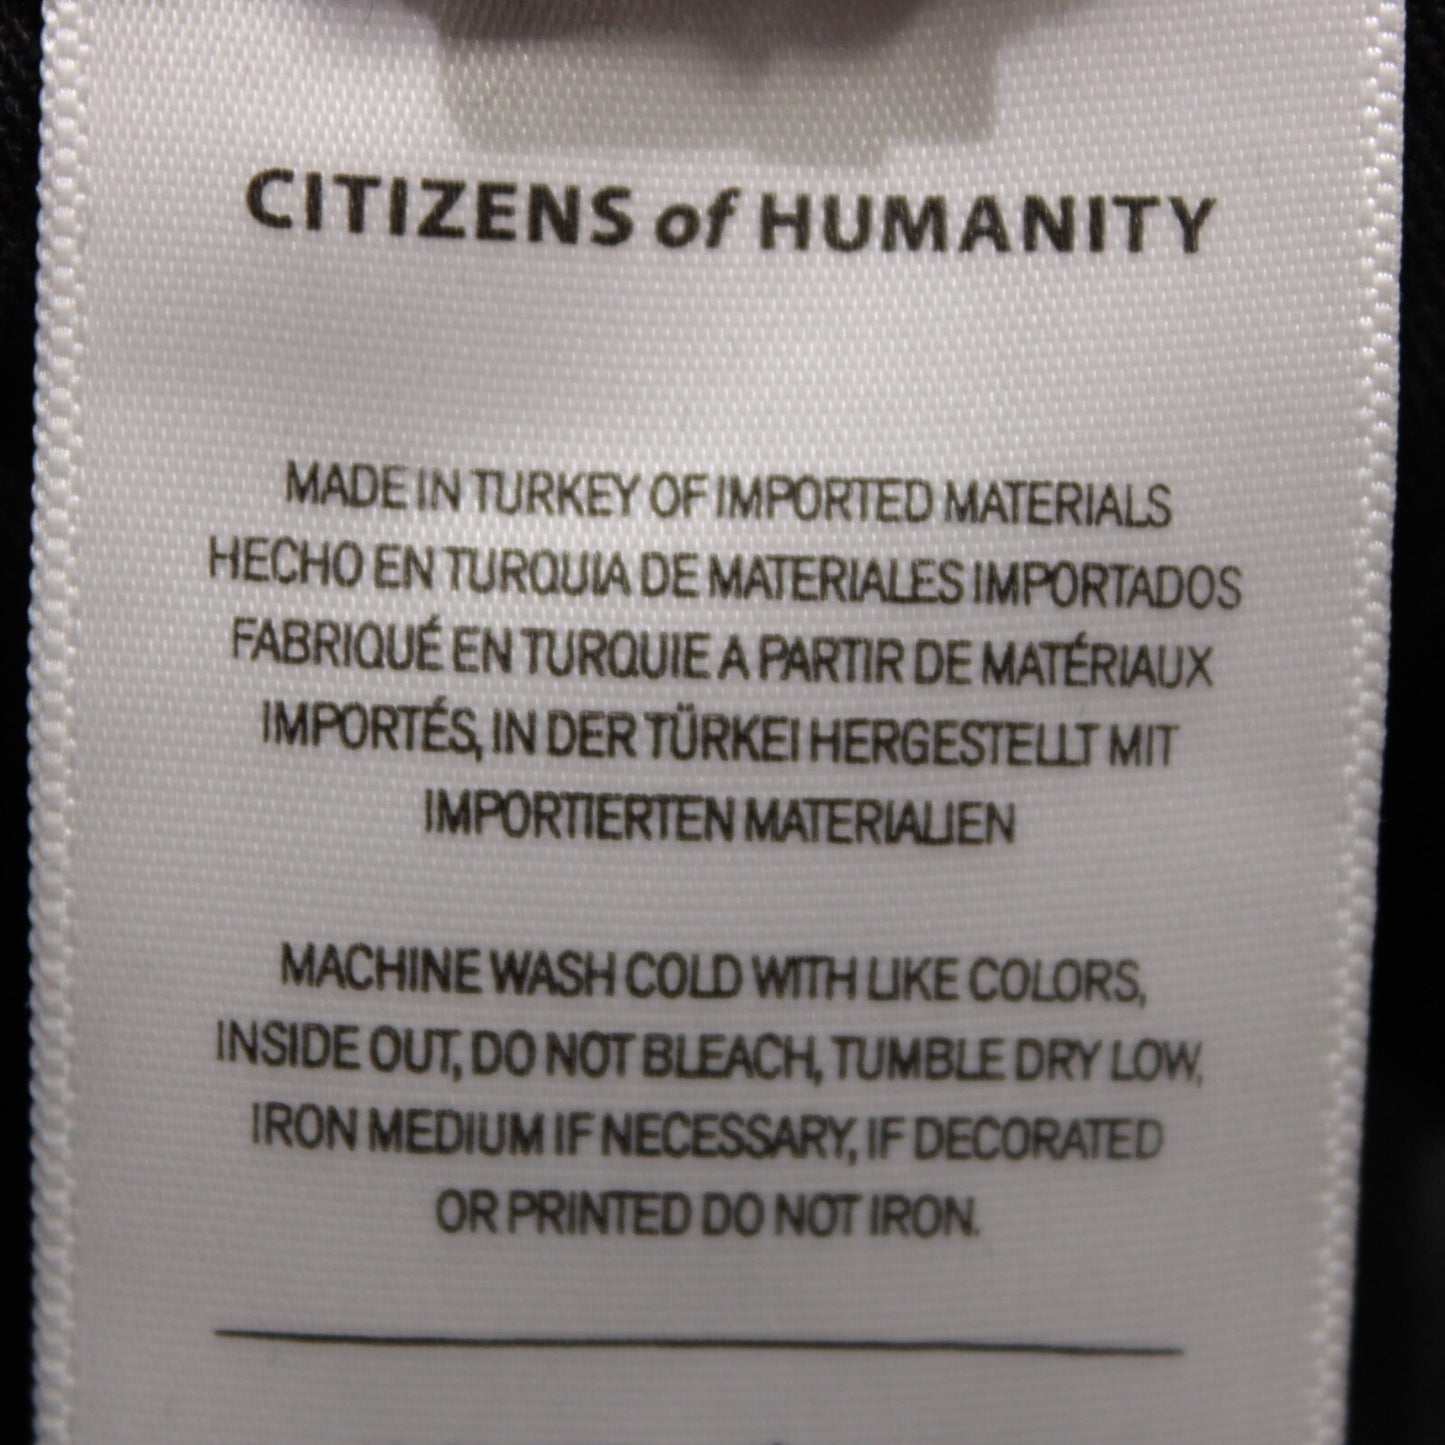 CITIZENS of HUMANITY
MADE IN TURKEY OF IMPORTED MATERIALS
HECHO EN TURQUIA DE MATERIALES IMPORTADOS
FABRIQUÉ EN TURQUIE A PARTIR DE MATÉRIAUX
IMPORTÉS, IN DER TÜRKEI HERGESTELLT MIT
IMPORTIERTEN MATERIALIEN
MACHINE WASH COLD WITH LIKE COLORS,
INSIDE OUT, DO NOT BLEACH, TUMBLE DRY LOW,
IRON MEDIUM IF NECESSARY, IF DECORATED
OR PRINTED DO NOT IRON.